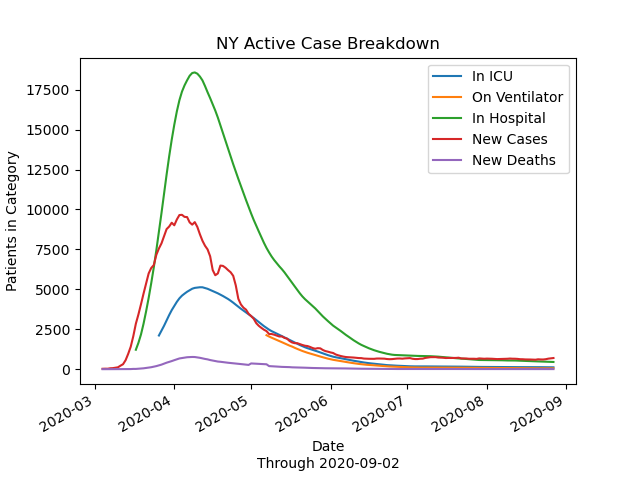 NY Active Case Breakdown
In ICU
On Ventilator
In Hospital
New Cases
New Deaths
Patients in Category
17500
15000
12500
10000
7500
5000
2500
0
2020-03
2020-04
2020-05
2020-06
2020-07
2020-08
2020-09
Date
Through 2020-09-02